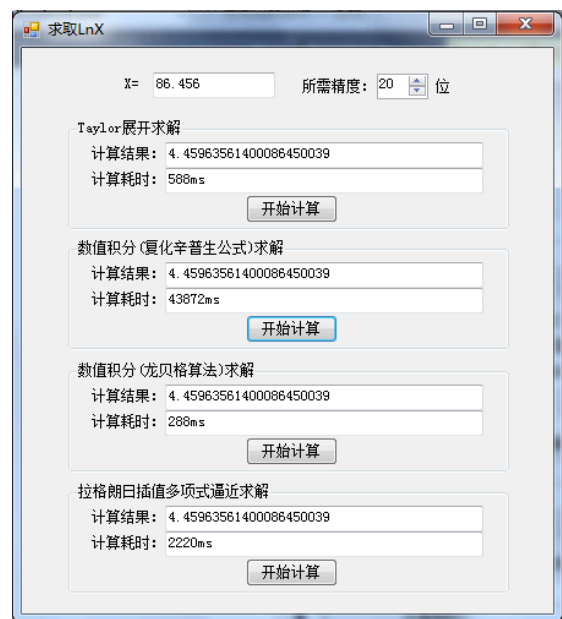 求取LnX
X= 86.456 所需精度: 20 位
Taylor展开求解
计算结果: 4.45963561400086450039
计算耗时: 588ms
开始计算
数值积分(复化辛普生公式)求解
计算结果: 4.45963561400086450039
计算耗时: 43872ms
开始计算
数值积分(龙贝格算法)求解
计算结果: 4.45963561400086450039
计算耗时: 288ms
开始计算
拉格朗日插值多项式逼近求解
计算结果: 4.45963561400086450039
计算耗时: 2220ms
开始计算